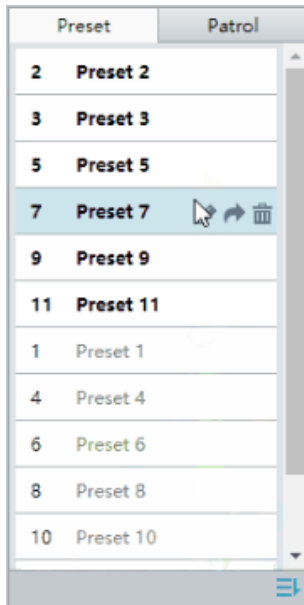 Preset Patrol
2 Preset 2
3 Preset 3
5 Preset 5
7 Preset 7
9 Preset 9
11 Preset 11
1 Preset 1
4 Preset 4
6 Preset 6
8 Preset 8
10 Preset 10